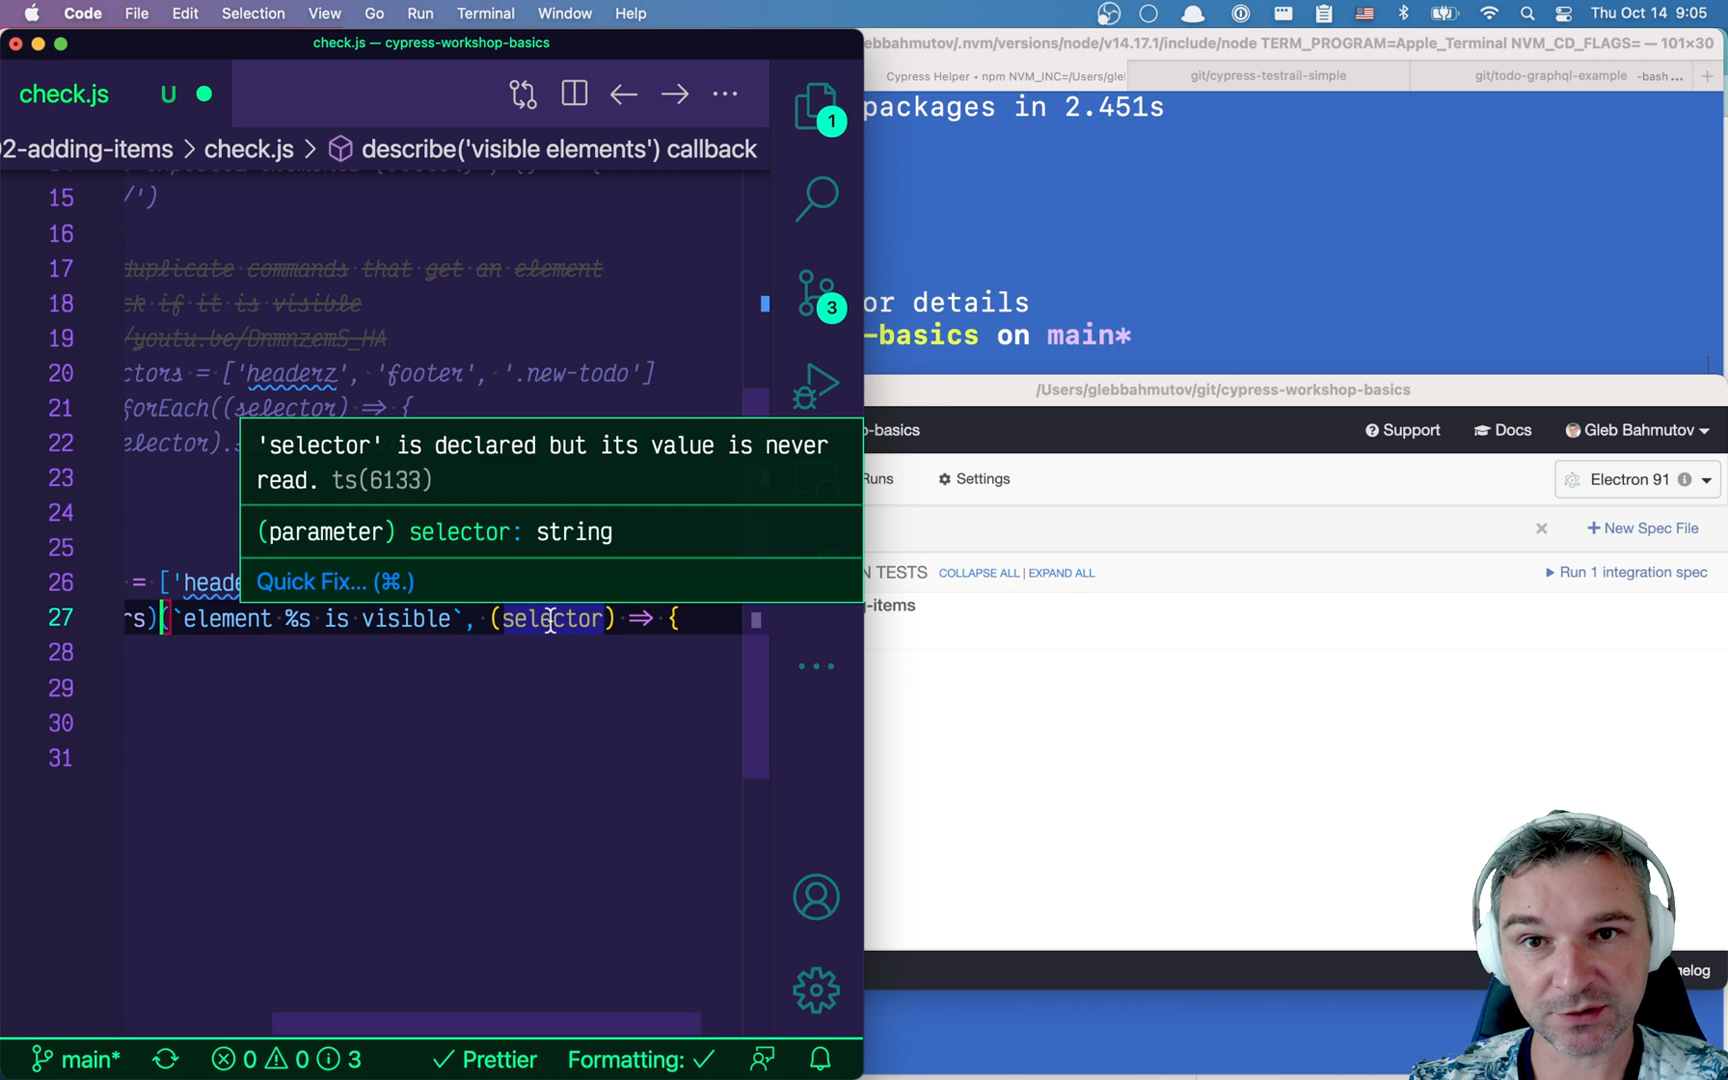 Code File Edit Selection View Go Run Terminal Window Help
Thu Oct 14 9:05
check.js — cypress-workshop-basics
ebbahmutov/.nvm/versions/node/v14.17.1/include/node TERM_PROGRAM=Apple_Terminal NVM_CD_FLAGS= — 101×30
Cypress Helper • npm NVM_INC=/Users/gle
git/cypress-testrail-simple
git/todo-graphql-example -bash ...
check.js U
packages in 2.451s
2-adding-items > check.js > describe('visible elements') callback
15 /')
16
17 duplicate commands that get an element
18 ck if it is visible
19 /youtu.be/DnmnzemS_HA
20 ctors = ['headerz', 'footer', '.new-todo']
21 forEach((selector) => {
22 elector).
23
24
25
26 = ['heade
27 rs)(`element %s is visible`, (selector) => {
28
29
30
31
'selector' is declared but its value is never
read. ts(6133)
(parameter) selector: string
Quick Fix... (⌘.)
1
3
or details
-basics on main*
/Users/glebbahmutov/git/cypress-workshop-basics
-basics
Support Docs Gleb Bahmutov
Runs Settings
Electron 91
New Spec File
N TESTS COLLAPSE ALL | EXPAND ALL
Run 1 integration spec
-items
elog
main* 0 0 3 Prettier Formatting: ✓